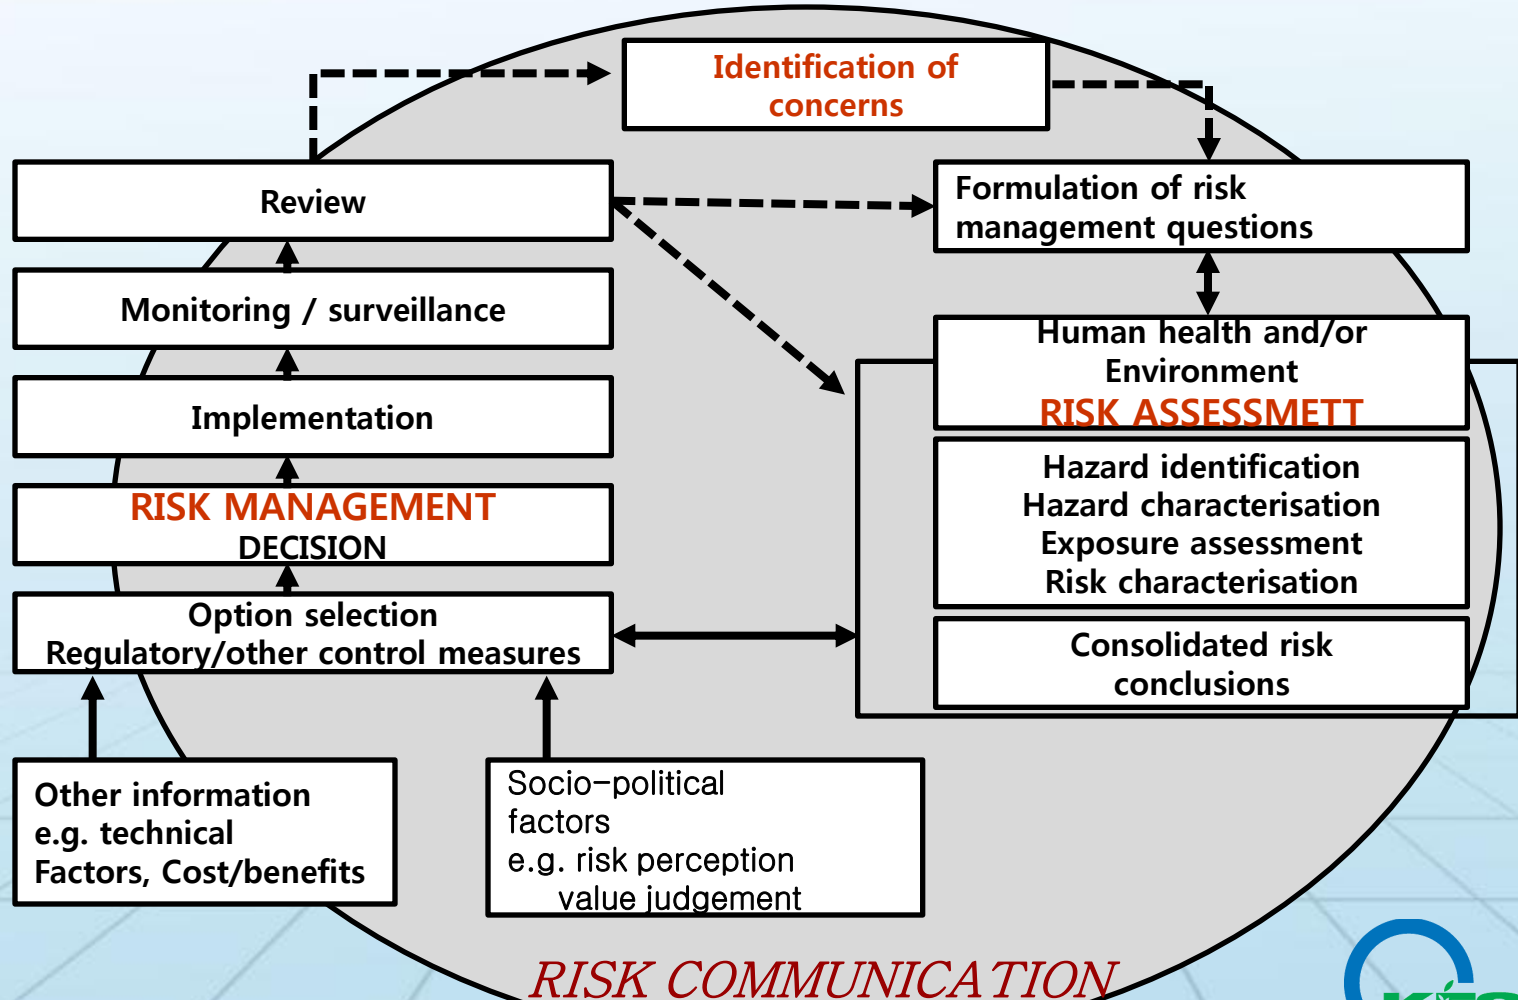 Identification of
concerns
Review
Formulation of risk
management questions
Monitoring / surveillance
Human health and/or
Environment
RISK ASSESSMETT
Implementation
Hazard identification
Hazard characterisation
Exposure assessment
Risk characterisation
RISK MANAGEMENT
DECISION
Option selection
Regulatory/other control measures
Consolidated risk
conclusions
Other information
e.g. technical
Factors, Cost/benefits
Socio-political
factors
e.g. risk perception
value judgement
RISK COMMUNICATION